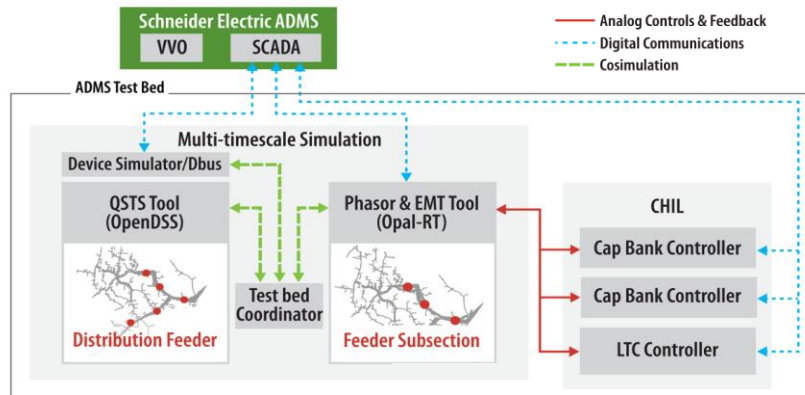 Schneider Electric ADMS
VVO
SCADA
Analog Controls & Feedback
Digital Communications
Cosimulation
ADMS Test Bed
Multi-timescale Simulation
Device Simulator/Dbus
QSTS Tool
(OpenDSS)
Distribution Feeder
Test bed
Coordinator
Phasor & EMT Tool
(Opal-RT)
Feeder Subsection
CHIL
Cap Bank Controller
Cap Bank Controller
LTC Controller